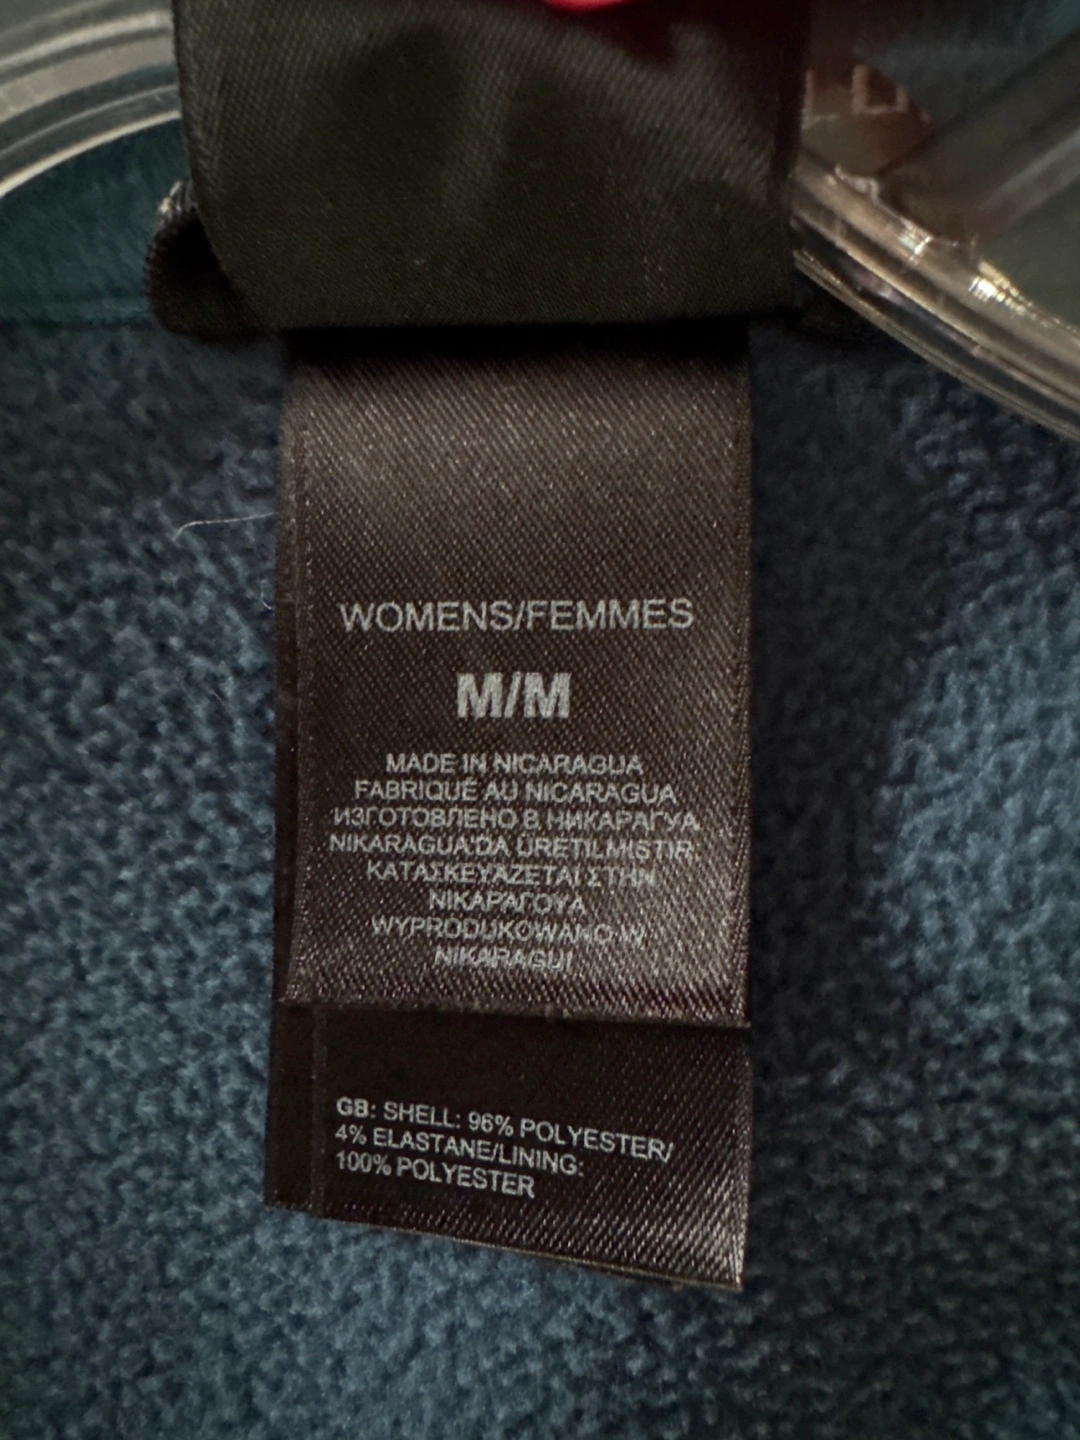 WOMENS/FEMMES
M/M
MADE IN NICARAGUA
FABRIQUÉ AU NICARAGUA
ИЗГОТОВЛЕНО В НИКАРАГУА
NIKARAGUA'DA ÜRETILMISTIR
ΚΑΤΑΣΚΕΥΑΖΕΤΑΙ ΣΤΗΝ
ΝΙΚΑΡΑΓΟΥΑ
WYPRODUKOWANO W
NIKARAGUI
GB: SHELL: 96% POLYESTER/
4% ELASTANE/LINING:
100% POLYESTER